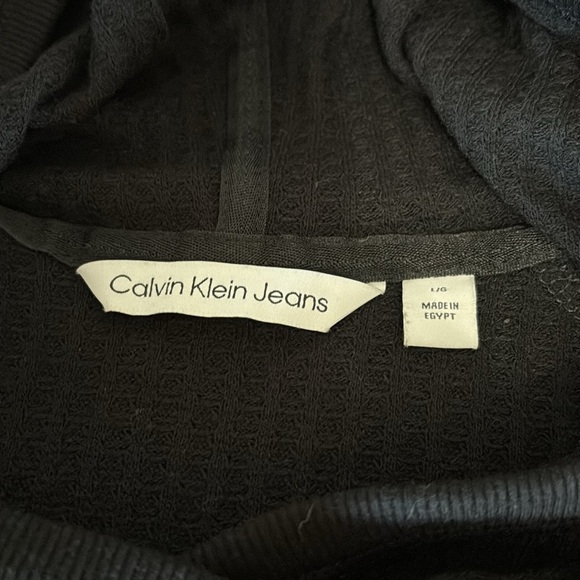 Calvin Klein Jeans
L/G
MADE IN
EGYPT